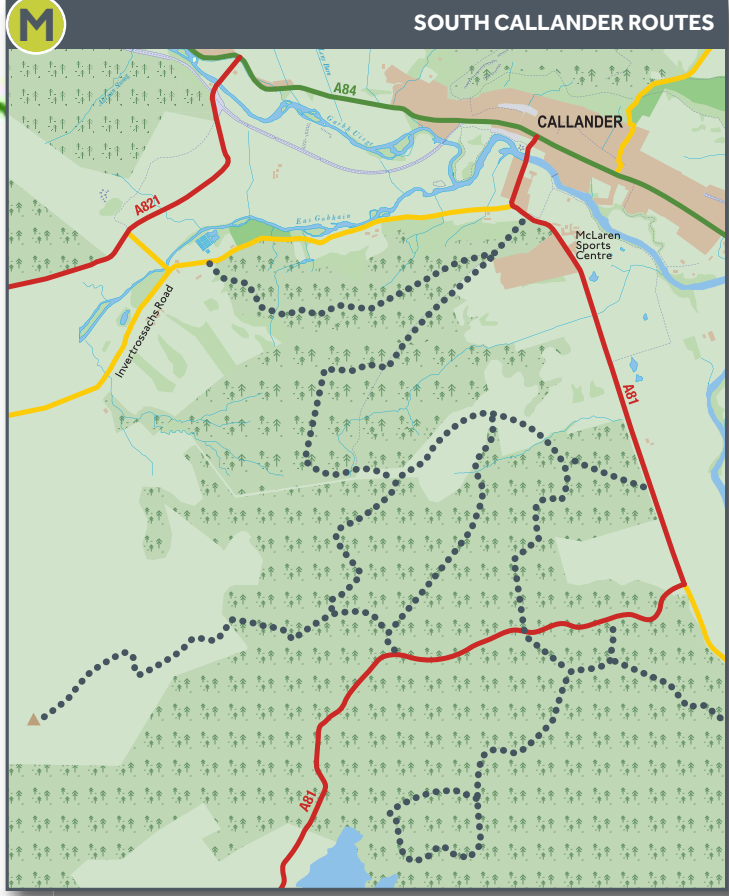 M
SOUTH CALLANDER ROUTES
A84
CALLANDER
A821
Eas Gobhain
McLaren
Sports
Centre
Invertrossachs Road
A81
A81